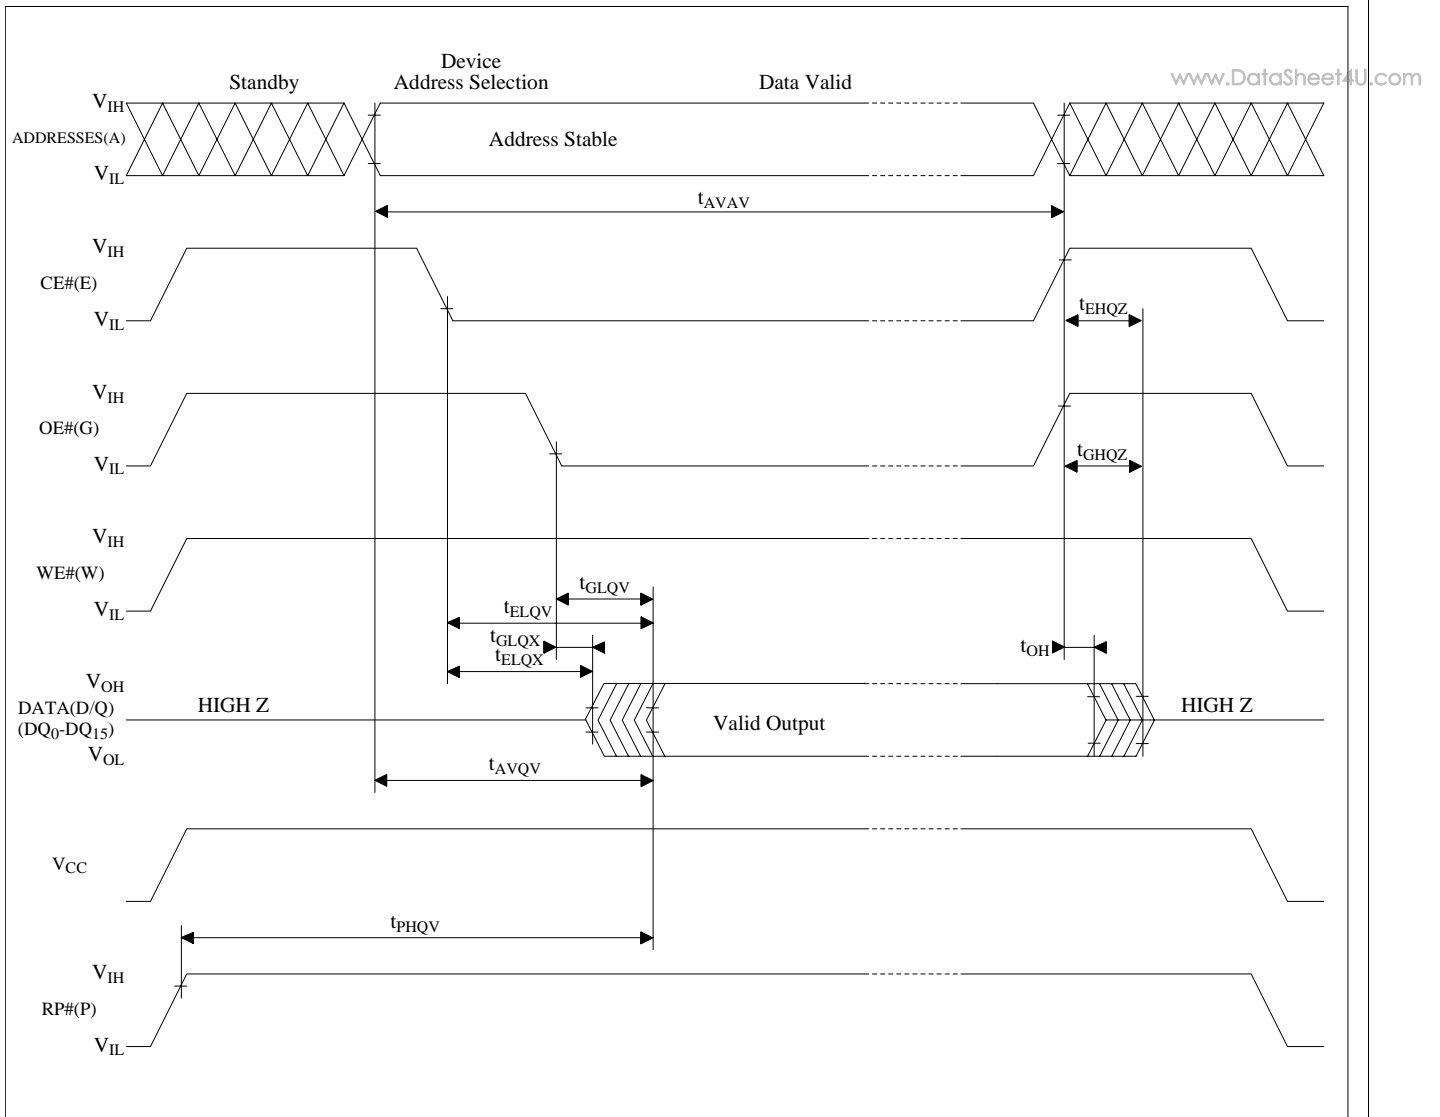 www.DataSheet4U.com
Device
Standby Address Selection Data Valid
VIH
ADDRESSES(A) Address Stable
VIL
tAVAV
VIH
CE#(E)
VIL
tEHQZ
VIH
OE#(G)
VIL
tGHQZ
VIH
WE#(W)
VIL
tGLQV
tELQV
tGLQX
tELQX
tOH
VOH
DATA(D/Q) HIGH Z Valid Output HIGH Z
(DQ0-DQ15)
VOL
tAVQV
VCC
tPHQV
VIH
RP#(P)
VIL